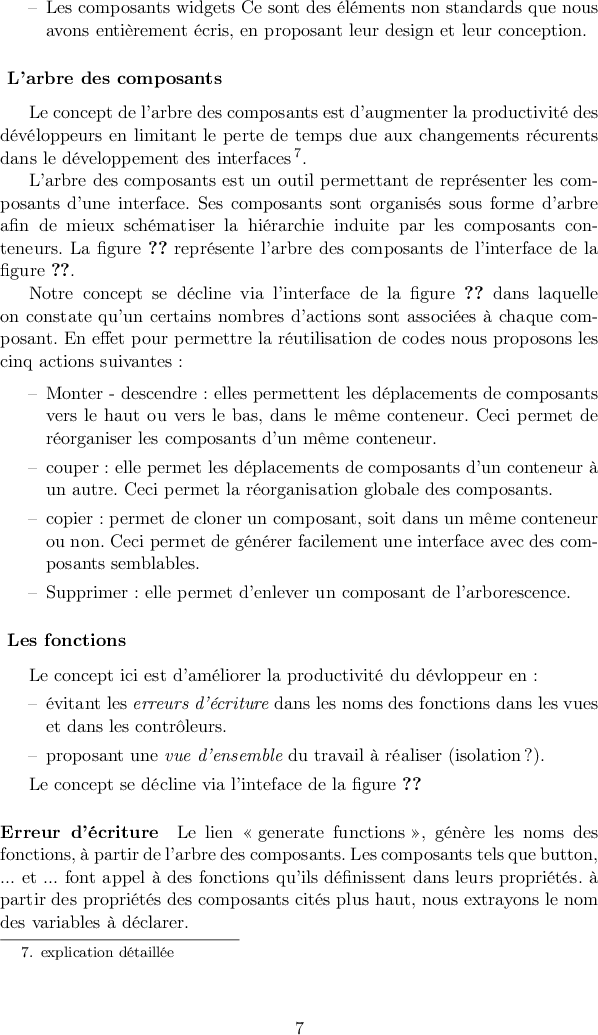 – Les composants widgets Ce sont des éléments non standards que nous
avons entièrement écris, en proposant leur design et leur conception.
L'arbre des composants
Le concept de l'arbre des composants est d'augmenter la productivité des
dévéloppeurs en limitant le perte de temps due aux changements récurents
dans le développement des interfaces 7.
L'arbre des composants est un outil permettant de représenter les com-
posants d'une interface. Ses composants sont organisés sous forme d'arbre
afin de mieux schématiser la hiérarchie induite par les composants con-
teneurs. La figure ?? représente l'arbre des composants de l'interface de la
figure ??.
Notre concept se décline via l'interface de la figure ?? dans laquelle
on constate qu'un certains nombres d'actions sont associées à chaque com-
posant. En effet pour permettre la réutilisation de codes nous proposons les
cinq actions suivantes :
– Monter - descendre : elles permettent les déplacements de composants
vers le haut ou vers le bas, dans le même conteneur. Ceci permet de
réorganiser les composants d'un même conteneur.
– couper : elle permet les déplacements de composants d'un conteneur à
un autre. Ceci permet la réorganisation globale des composants.
– copier : permet de cloner un composant, soit dans un même conteneur
ou non. Ceci permet de générer facilement une interface avec des com-
posants semblables.
– Supprimer : elle permet d'enlever un composant de l'arborescence.
Les fonctions
Le concept ici est d'améliorer la productivité du dévloppeur en :
– évitant les erreurs d'écriture dans les noms des fonctions dans les vues
et dans les contrôleurs.
– proposant une vue d'ensemble du travail à réaliser (isolation ?).
Le concept se décline via l'inteface de la figure ??
Erreur d'écriture Le lien « generate functions », génère les noms des
fonctions, à partir de l'arbre des composants. Les composants tels que button,
... et ... font appel à des fonctions qu'ils définissent dans leurs propriétés. à
partir des propriétés des composants cités plus haut, nous extrayons le nom
des variables à déclarer.
7. explication détaillée
7